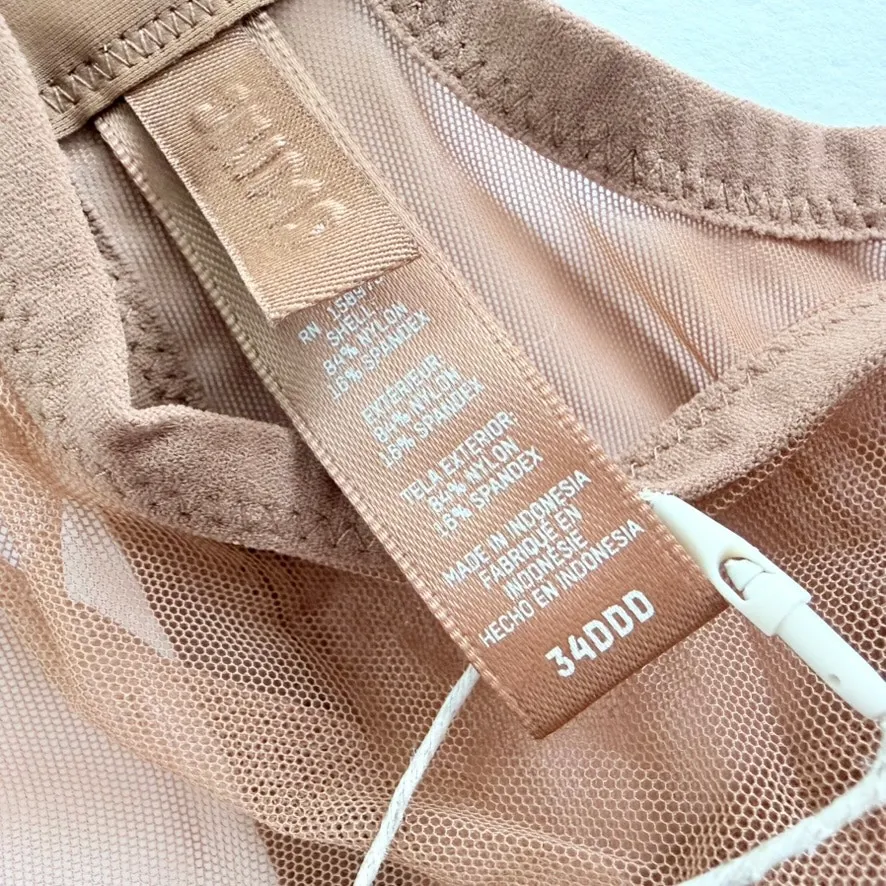 SKIMS
RN 1589
SHELL
84% NYLON
16% SPANDEX
EXTERIEUR:
84% NYLON
16% SPANDEX
TELA EXTERIOR:
84% NYLON
16% SPANDEX
MADE IN INDONESIA
FABRIQUÉ EN
INDONÉSIE
HECHO EN INDONESIA
34DDD